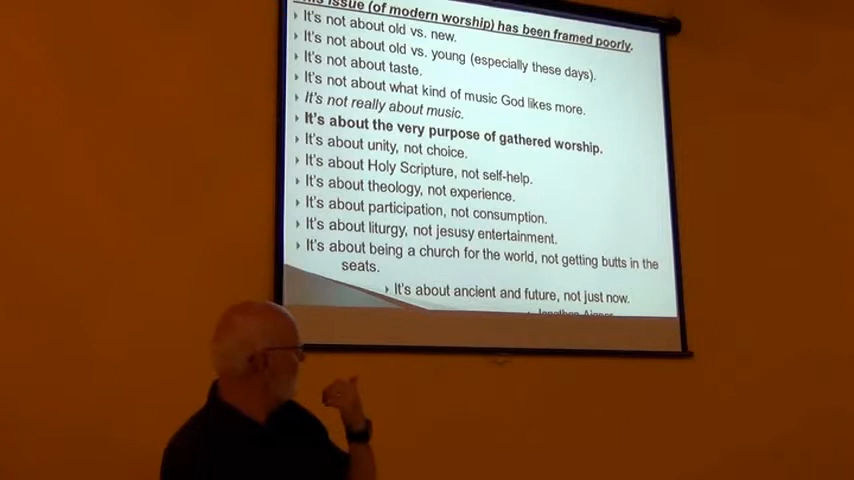 issue (of modern worship) has been framed poorly.
It's not about old vs. new.
It's not about old vs. young (especially these days).
It's not about taste.
It's not about what kind of music God likes more.
It's not really about music.
It's about the very purpose of gathered worship.
It's about unity, not choice.
It's about Holy Scripture, not self-help.
It's about theology, not experience.
It's about participation, not consumption.
It's about liturgy, not jesusy entertainment.
It's about being a church for the world, not getting butts in the
seats.
It's about ancient and future, not just now.
Jonathan Aigner